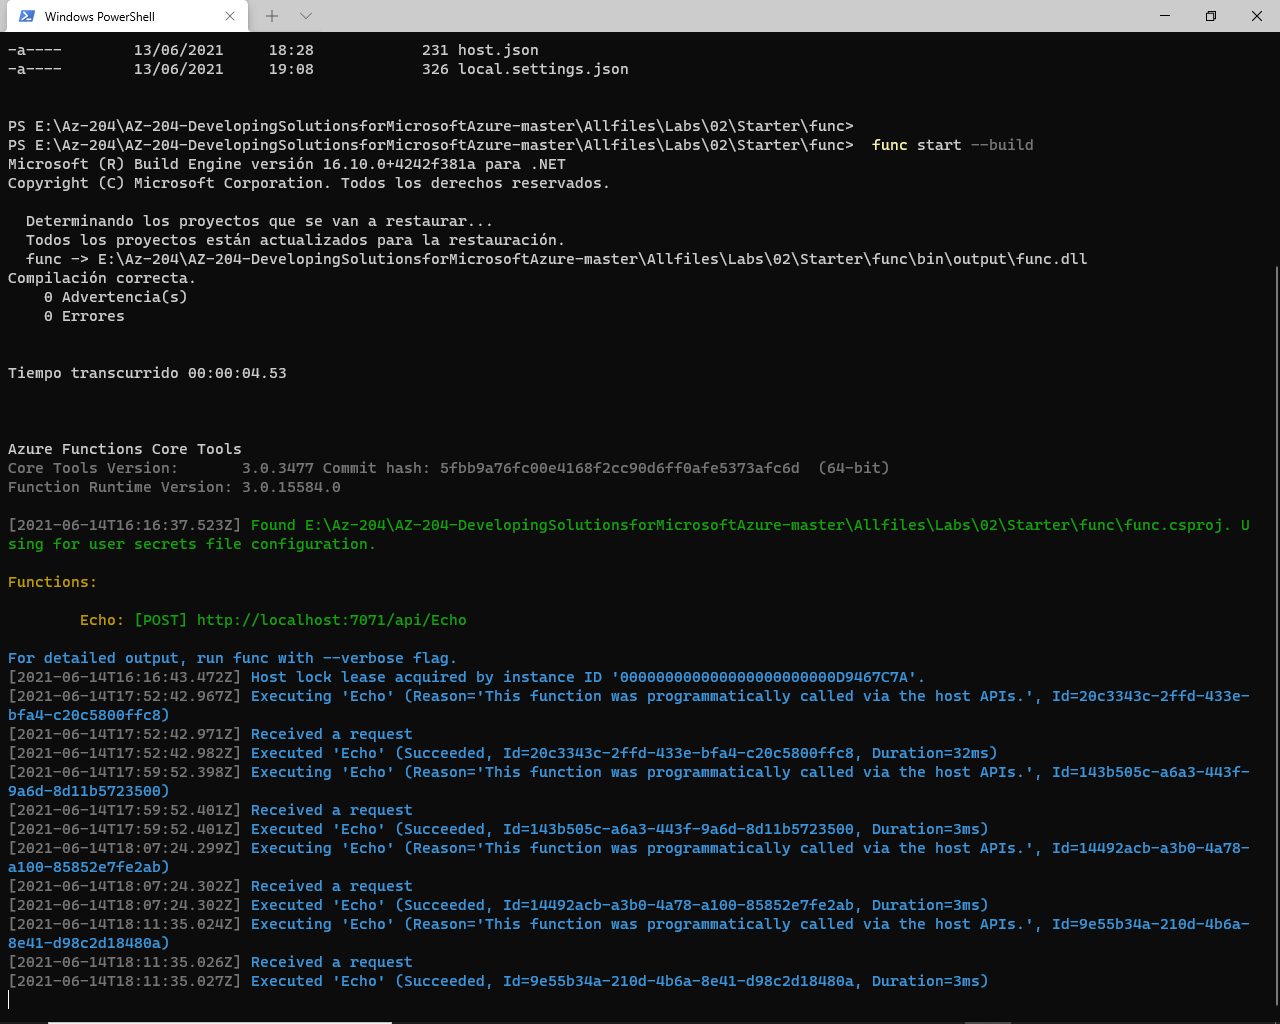 Windows PowerShell
-a----        13/06/2021     18:28            231 host.json
-a----        13/06/2021     19:08            326 local.settings.json
PS E:\Az-204\AZ-204-DevelopingSolutionsforMicrosoftAzure-master\Allfiles\Labs\02\Starter\func>
PS E:\Az-204\AZ-204-DevelopingSolutionsforMicrosoftAzure-master\Allfiles\Labs\02\Starter\func>  func start --build
Microsoft (R) Build Engine versión 16.10.0+4242f381a para .NET
Copyright (C) Microsoft Corporation. Todos los derechos reservados.
  Determinando los proyectos que se van a restaurar...
  Todos los proyectos están actualizados para la restauración.
  func -> E:\Az-204\AZ-204-DevelopingSolutionsforMicrosoftAzure-master\Allfiles\Labs\02\Starter\func\bin\output\func.dll
Compilación correcta.
    0 Advertencia(s)
    0 Errores
Tiempo transcurrido 00:00:04.53
Azure Functions Core Tools
Core Tools Version:       3.0.3477 Commit hash: 5fbb9a76fc00e4168f2cc90d6ff0afe5373afc6d  (64-bit)
Function Runtime Version: 3.0.15584.0
[2021-06-14T16:16:37.523Z] Found E:\Az-204\AZ-204-DevelopingSolutionsforMicrosoftAzure-master\Allfiles\Labs\02\Starter\func\func.csproj. U
sing for user secrets file configuration.
Functions:
        Echo: [POST] http://localhost:7071/api/Echo
For detailed output, run func with --verbose flag.
[2021-06-14T16:16:43.472Z] Host lock lease acquired by instance ID '000000000000000000000000D9467C7A'.
[2021-06-14T17:52:42.967Z] Executing 'Echo' (Reason='This function was programmatically called via the host APIs.', Id=20c3343c-2ffd-433e-
bfa4-c20c5800ffc8)
[2021-06-14T17:52:42.971Z] Received a request
[2021-06-14T17:52:42.982Z] Executed 'Echo' (Succeeded, Id=20c3343c-2ffd-433e-bfa4-c20c5800ffc8, Duration=32ms)
[2021-06-14T17:59:52.398Z] Executing 'Echo' (Reason='This function was programmatically called via the host APIs.', Id=143b505c-a6a3-443f-
9a6d-8d11b5723500)
[2021-06-14T17:59:52.401Z] Received a request
[2021-06-14T17:59:52.401Z] Executed 'Echo' (Succeeded, Id=143b505c-a6a3-443f-9a6d-8d11b5723500, Duration=3ms)
[2021-06-14T18:07:24.299Z] Executing 'Echo' (Reason='This function was programmatically called via the host APIs.', Id=14492acb-a3b0-4a78-
a100-85852e7fe2ab)
[2021-06-14T18:07:24.302Z] Received a request
[2021-06-14T18:07:24.302Z] Executed 'Echo' (Succeeded, Id=14492acb-a3b0-4a78-a100-85852e7fe2ab, Duration=3ms)
[2021-06-14T18:11:35.024Z] Executing 'Echo' (Reason='This function was programmatically called via the host APIs.', Id=9e55b34a-210d-4b6a-
8e41-d98c2d18480a)
[2021-06-14T18:11:35.026Z] Received a request
[2021-06-14T18:11:35.027Z] Executed 'Echo' (Succeeded, Id=9e55b34a-210d-4b6a-8e41-d98c2d18480a, Duration=3ms)